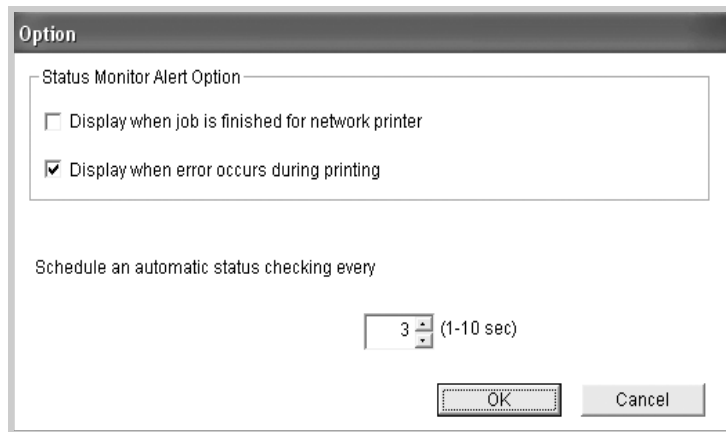 Option
Status Monitor Alert Option
Display when job is finished for network printer
Display when error occurs during printing
Schedule an automatic status checking every
3 (1-10 sec)
OK Cancel